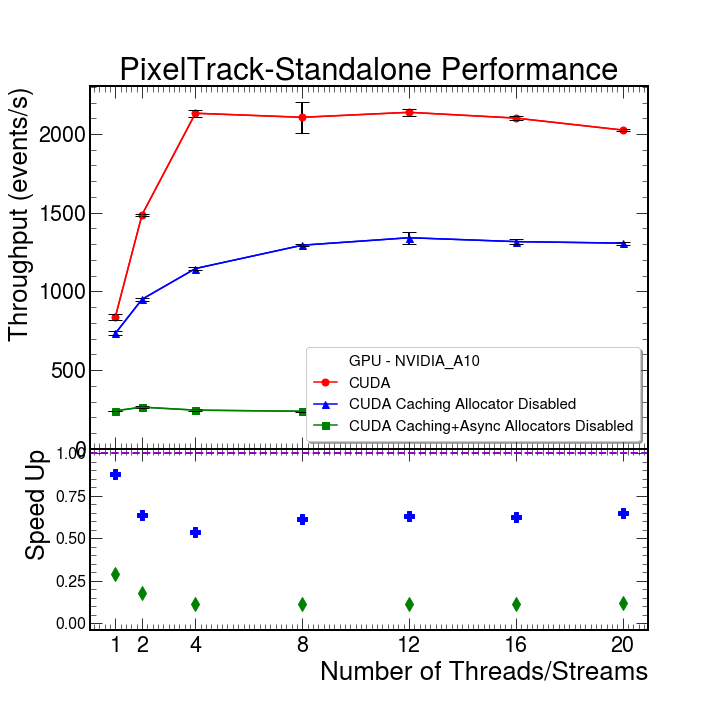 PixelTrack-Standalone Performance
Throughput (events/s)
2000
1500
1000
500
0
GPU - NVIDIA_A10
CUDA
CUDA Caching Allocator Disabled
CUDA Caching+Async Allocators Disabled
Speed Up
1.00
0.75
0.50
0.25
0.00
1 2 4 8 12 16 20
Number of Threads/Streams